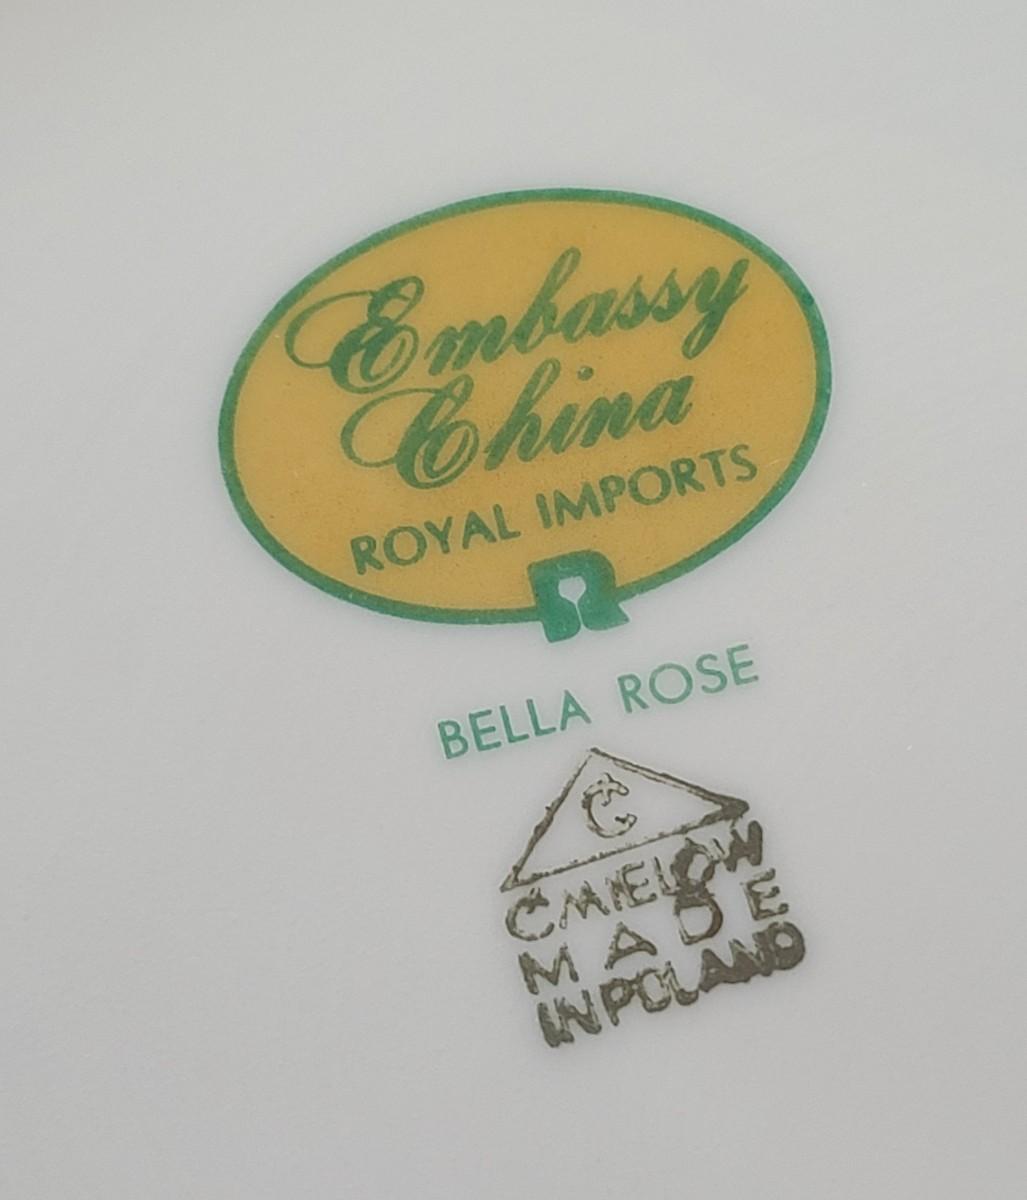 Embassy
China
ROYAL IMPORTS
R
BELLA ROSE
C
CMIELOW
MADE
IN POLAND